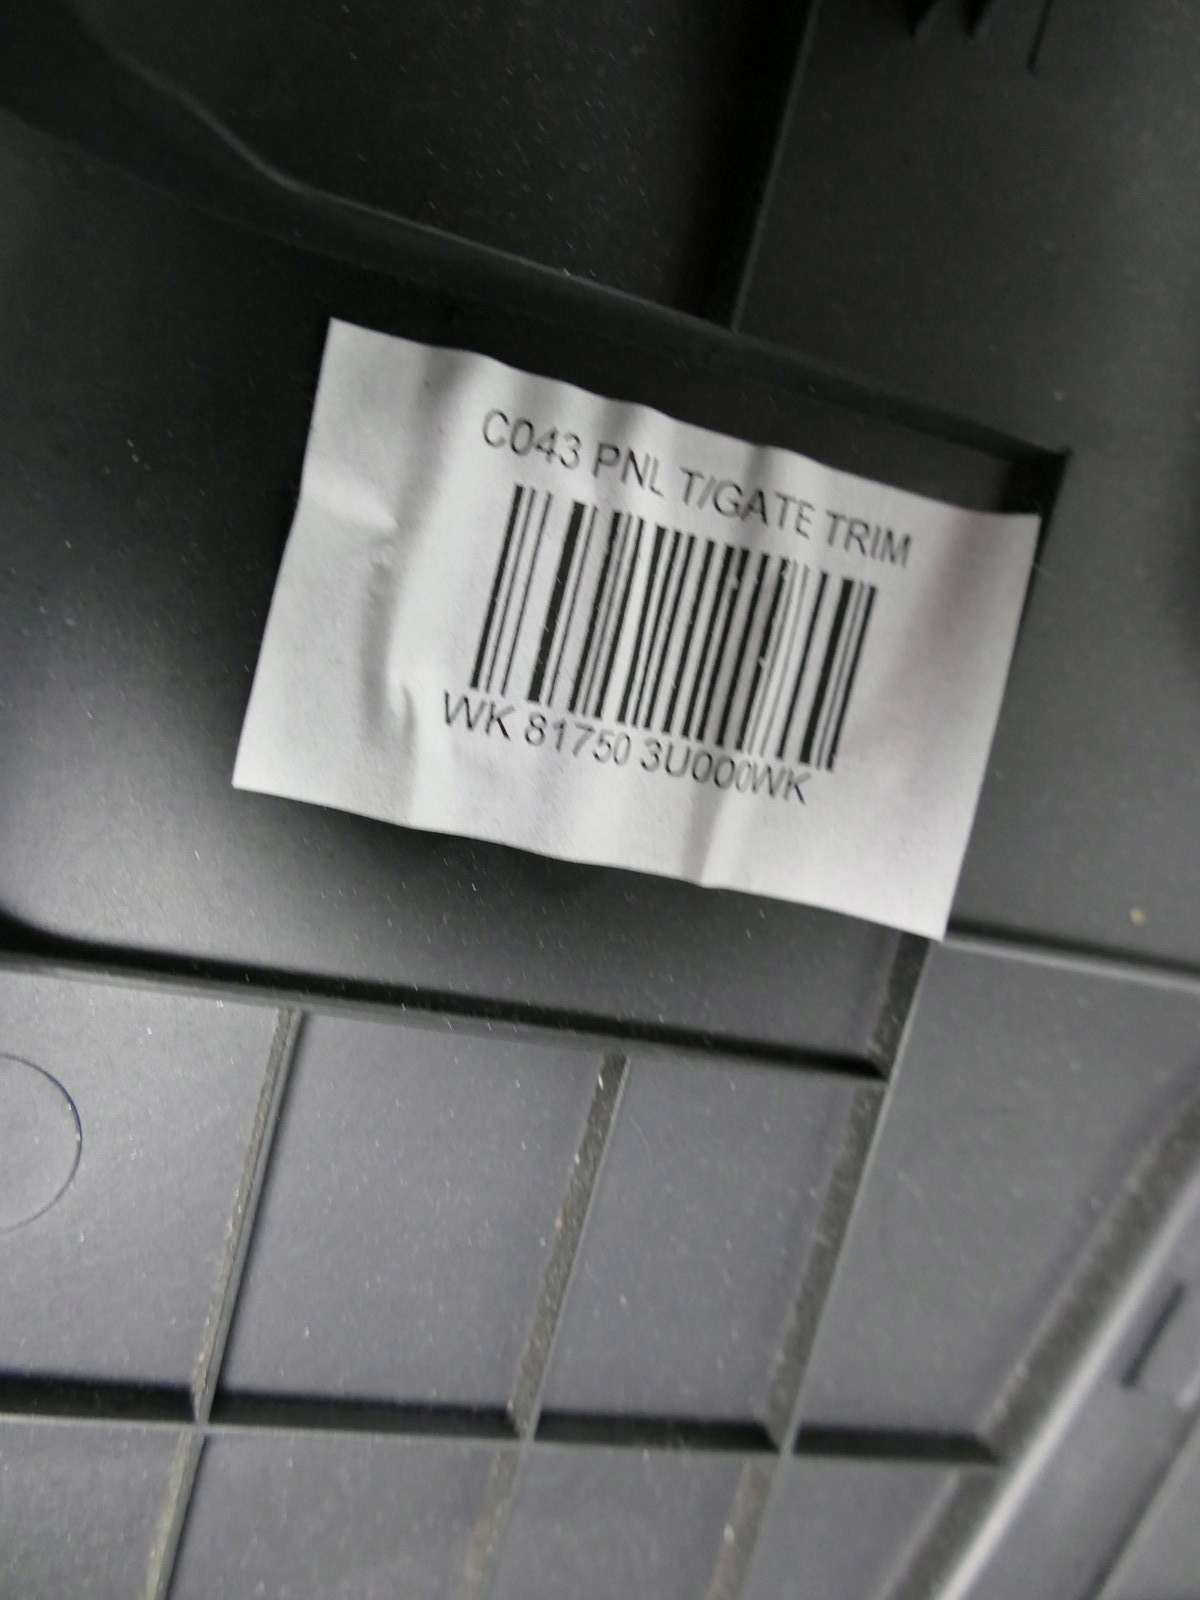 C043 PNL T/GATE TRIM
WK 81750 3U000WK